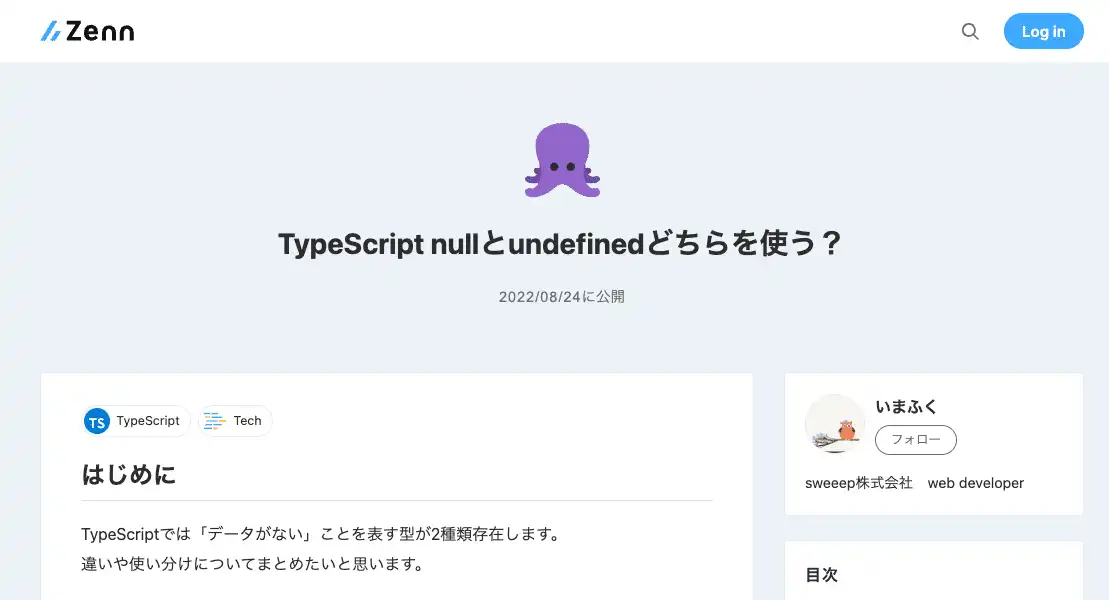 Zenn
Log in
TypeScript nullとundefinedどちらを使う？
2022/08/24に公開
TS TypeScript
Tech
はじめに
TypeScriptでは「データがない」ことを表す型が2種類存在します。
違いや使い分けについてまとめたいと思います。
いまふく
フォロー
sweeep株式会社　web developer
目次